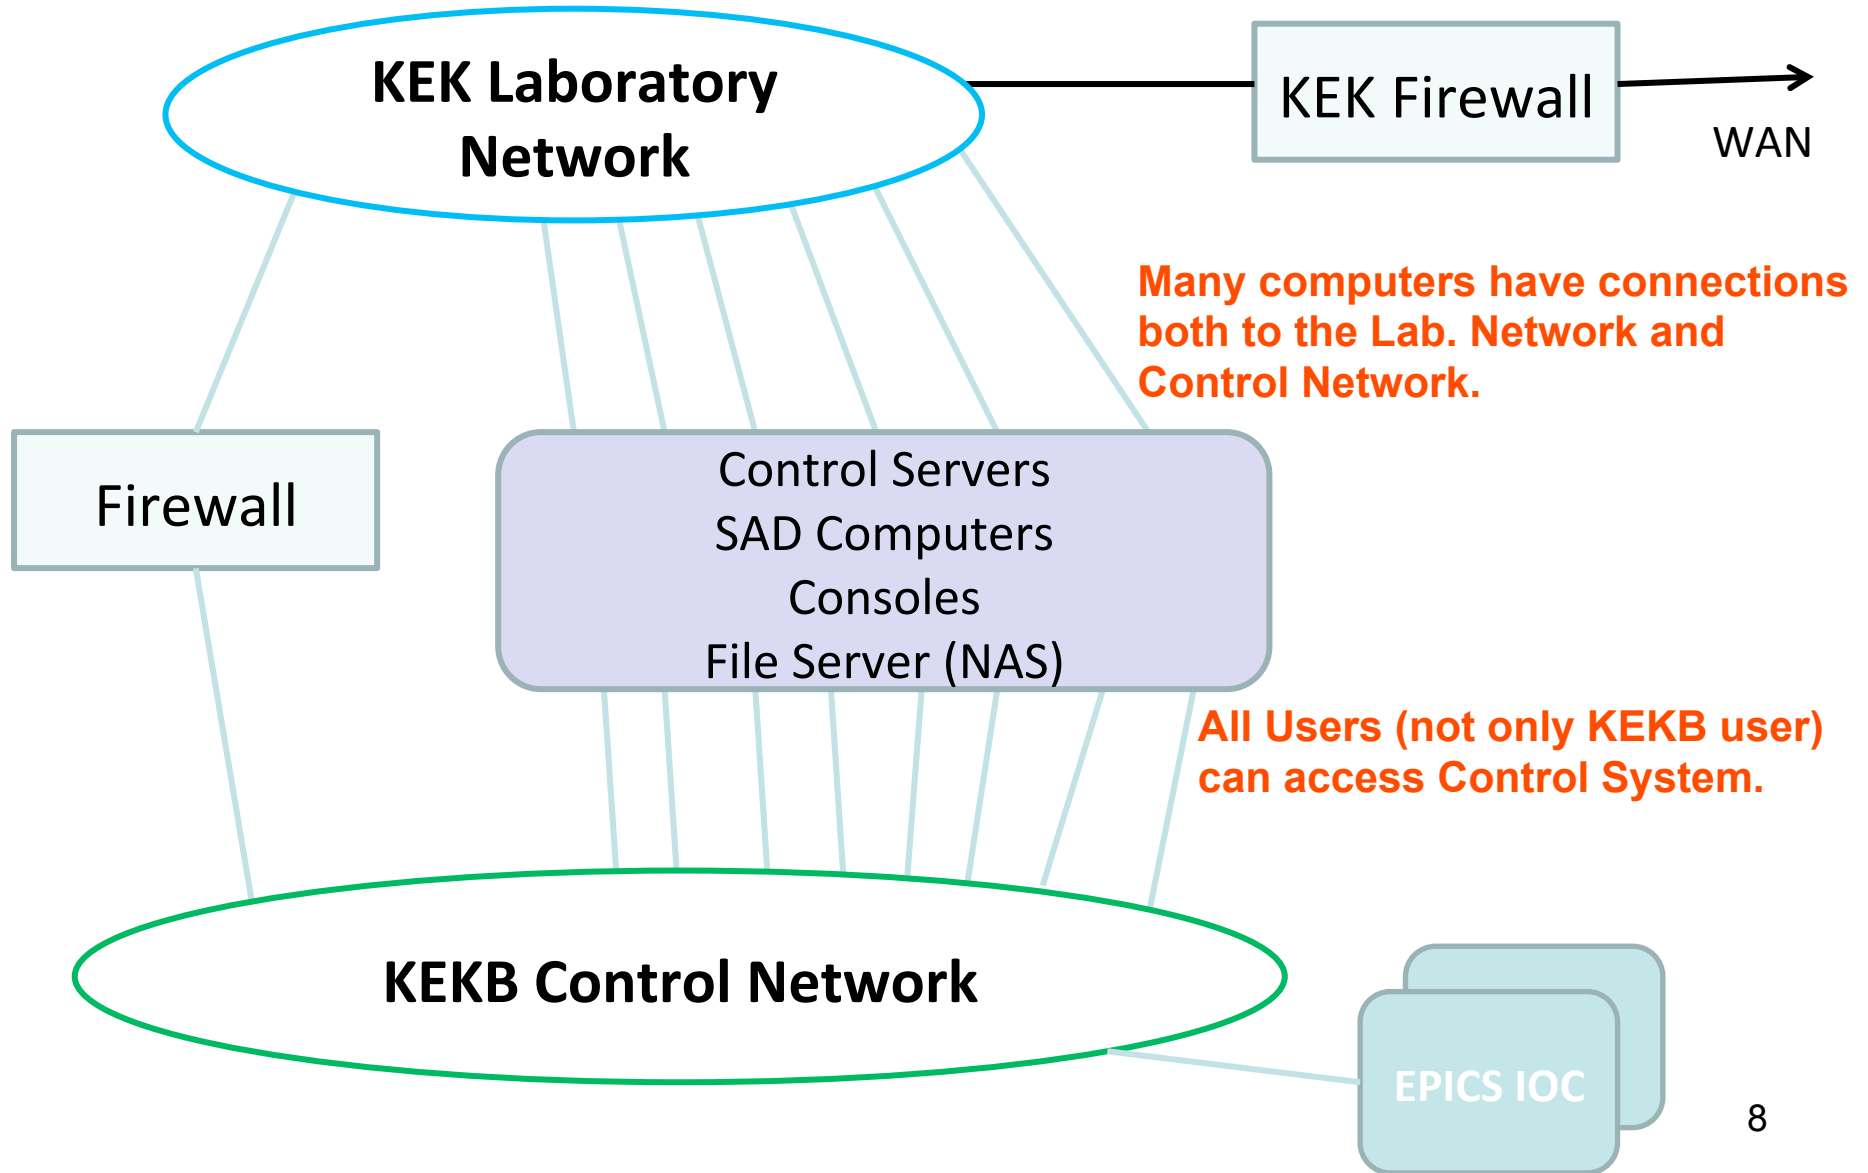 KEK Laboratory
Network
KEK Firewall
WAN
Many computers have connections
both to the Lab. Network and
Control Network.
Firewall
Control Servers
SAD Computers
Consoles
File Server (NAS)
All Users (not only KEKB user)
can access Control System.
KEKB Control Network
EPICS IOC
8